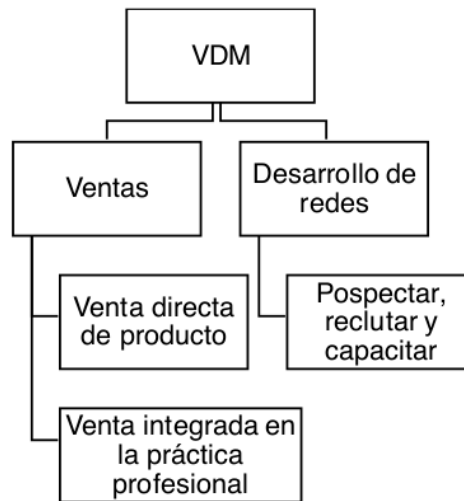 VDM
Ventas
Desarrollo de
redes
Venta directa
de producto
Pospectar,
reclutar y
capacitar
Venta integrada en
la práctica
profesional